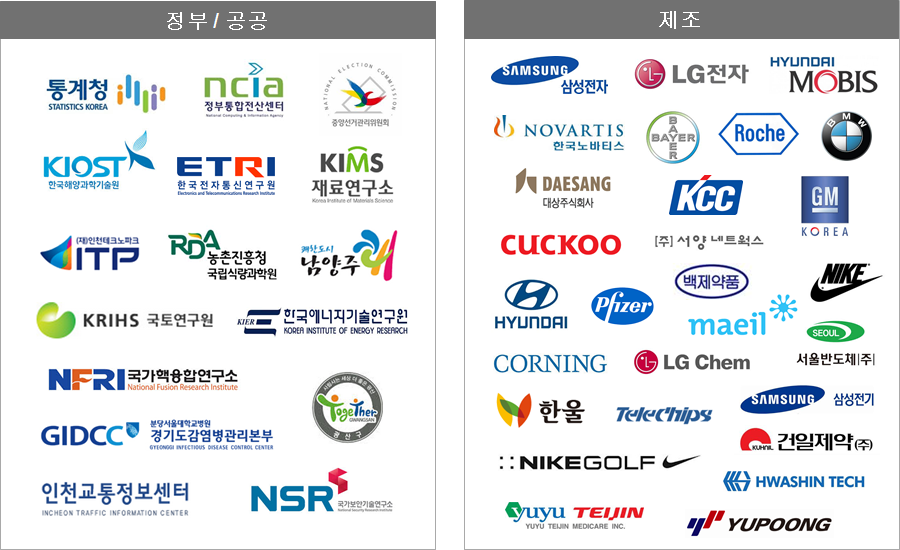 정부 / 공공
통계청
STATISTICS KOREA
ncia
정부통합전산센터
National Computing & Information Agency
NATIONAL ELECTION COMMISSION
중앙선거관리위원회
KIOST
한국해양과학기술원
ETRI
한국전자통신연구원
Electronics and Telecommunications Research Institute
KIMS
재료연구소
Korea Institute of Materials Science
(재)인천테크노파크
ITP
RDA
농촌진흥청
국립식량과학원
쾌한도시
남양주
KRIHS 국토연구원
KIER 한국에너지기술연구원
KOREA INSTITUTE OF ENERGY RESEARCH
NFRI 국가핵융합연구소
National Fusion Research Institute
ToGeTher
GWANGSAN
광산구
GIDCC
분당서울대학교병원
경기도감염병관리본부
GYEONGGI INFECTIOUS DISEASE CONTROL CENTER
인천교통정보센터
INCHEON TRAFFIC INFORMATION CENTER
NSR 국가보안기술연구소
National Security Research Institute
제조
SAMSUNG
삼성전자
LG전자
HYUNDAI
MOBIS
NOVARTIS
한국노바티스
BAYER
BAYER
Roche
BMW
DAESANG
대상주식회사
KCC
GM
KOREA
CUCKOO
[주] 서양네트웍스
HYUNDAI
Pfizer
백제약품
NIKE
maeil
SEOUL
서울반도체(주)
CORNING
LG Chem
한울
Telechips
SAMSUNG 삼성전기
KUHNIL 건일제약(주)
NIKEGOLF
HWASHIN TECH
yuyu TEIJIN
YUYU TEIJIN MEDICARE INC.
YUPOONG